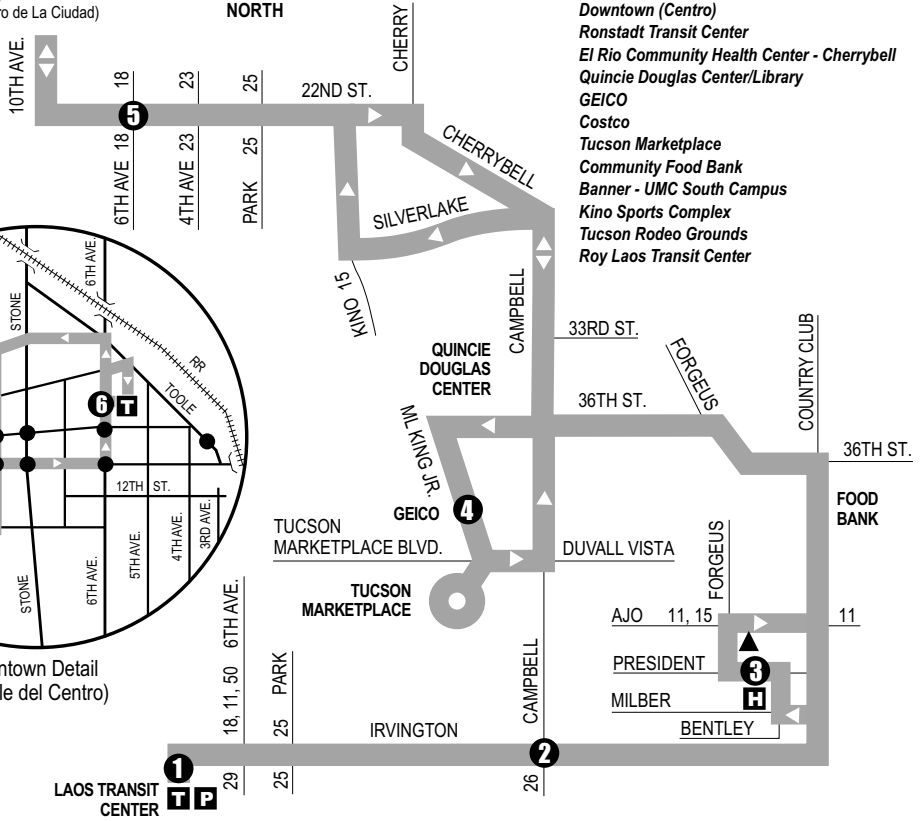 ro de La Ciudad)
NORTH
Downtown (Centro)
Ronstadt Transit Center
El Rio Community Health Center - Cherrybell
Quincie Douglas Center/Library
GEICO
Costco
Tucson Marketplace
Community Food Bank
Banner - UMC South Campus
Kino Sports Complex
Tucson Rodeo Grounds
Roy Laos Transit Center
10TH AVE.
18
23
25
22ND ST.
CHERRY
5
6TH AVE 18
4TH AVE 23
PARK 25
CHERRYBELL
SILVERLAKE
KINO 15
CAMPBELL
33RD ST.
QUINCIE
DOUGLAS
CENTER
FORGEUS
COUNTRY CLUB
36TH ST.
36TH ST.
ML KING JR.
4
GEICO
FOOD
BANK
TUCSON
MARKETPLACE BLVD.
DUVALL VISTA
TUCSON
MARKETPLACE
FORGEUS
AJO 11, 15
11
PRESIDENT
3
H
MILBER
BENTLEY
CAMPBELL
18, 11, 50 6TH AVE.
25 PARK
IRVINGTON
2
1
29
25
26
LAOS TRANSIT
CENTER
T P
STONE
6TH AVE.
RR
TOOLE
6 T
12TH ST.
STONE
6TH AVE.
5TH AVE.
4TH AVE.
3RD AVE.
ntown Detail
le del Centro)